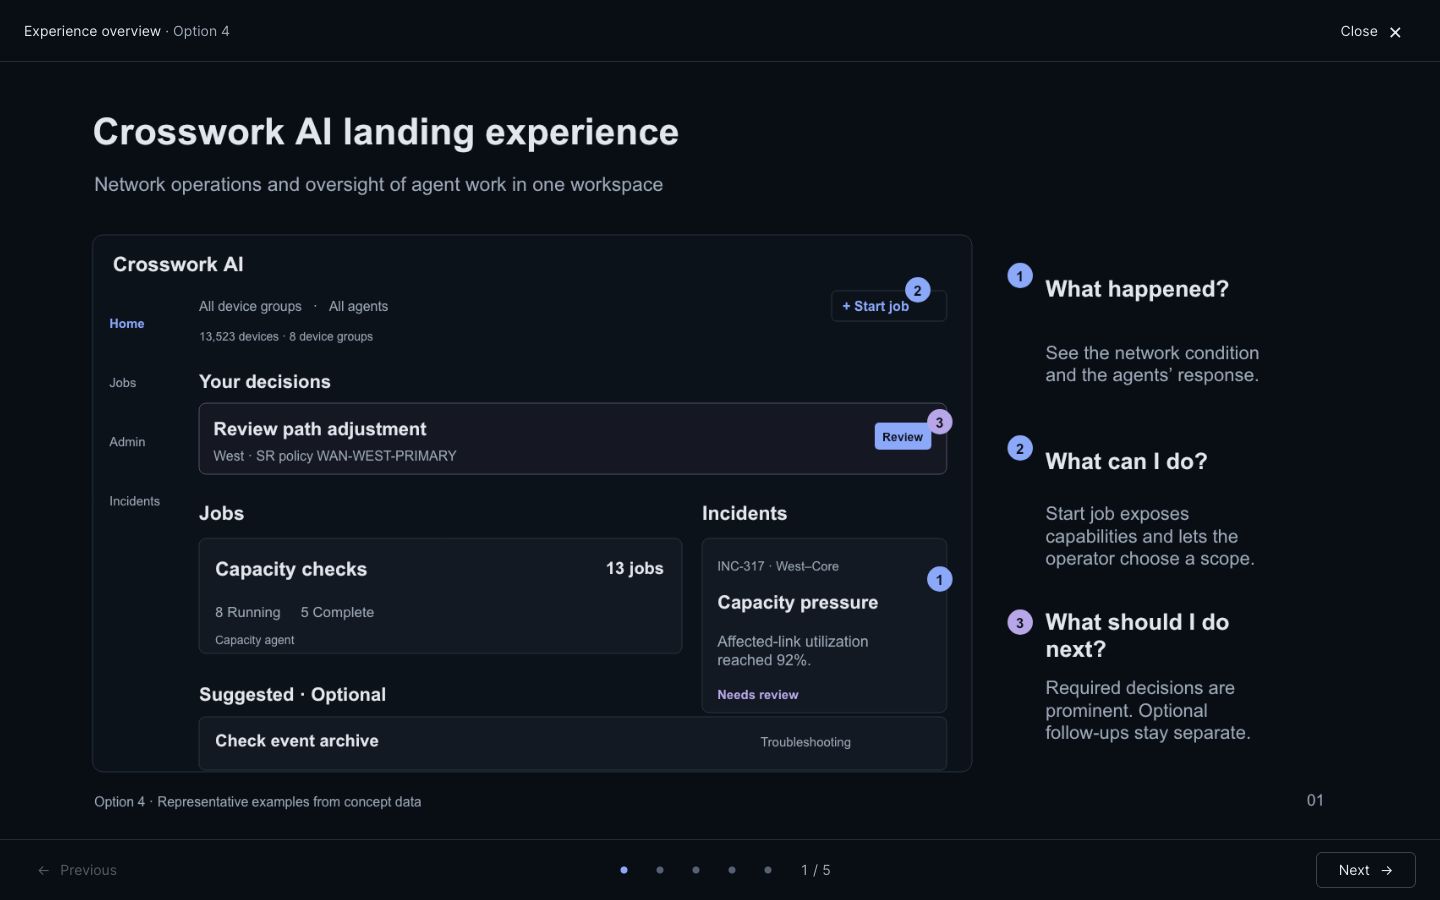 Experience overview · Option 4
Close ×
Crosswork AI landing experience
Network operations and oversight of agent work in one workspace
Crosswork AI
Home
Jobs
Admin
Incidents
All device groups · All agents
13,523 devices · 8 device groups
+ Start job
2
Your decisions
Review path adjustment
West · SR policy WAN-WEST-PRIMARY
Review
3
Jobs
Capacity checks
13 jobs
8 Running 5 Complete
Capacity agent
Incidents
INC-317 · West–Core
1
Capacity pressure
Affected-link utilization
reached 92%.
Needs review
Suggested · Optional
Check event archive
Troubleshooting
1
What happened?
See the network condition
and the agents’ response.
2
What can I do?
Start job exposes
capabilities and lets the
operator choose a scope.
3
What should I do
next?
Required decisions are
prominent. Optional
follow-ups stay separate.
Option 4 · Representative examples from concept data
01
← Previous
1 / 5
Next →